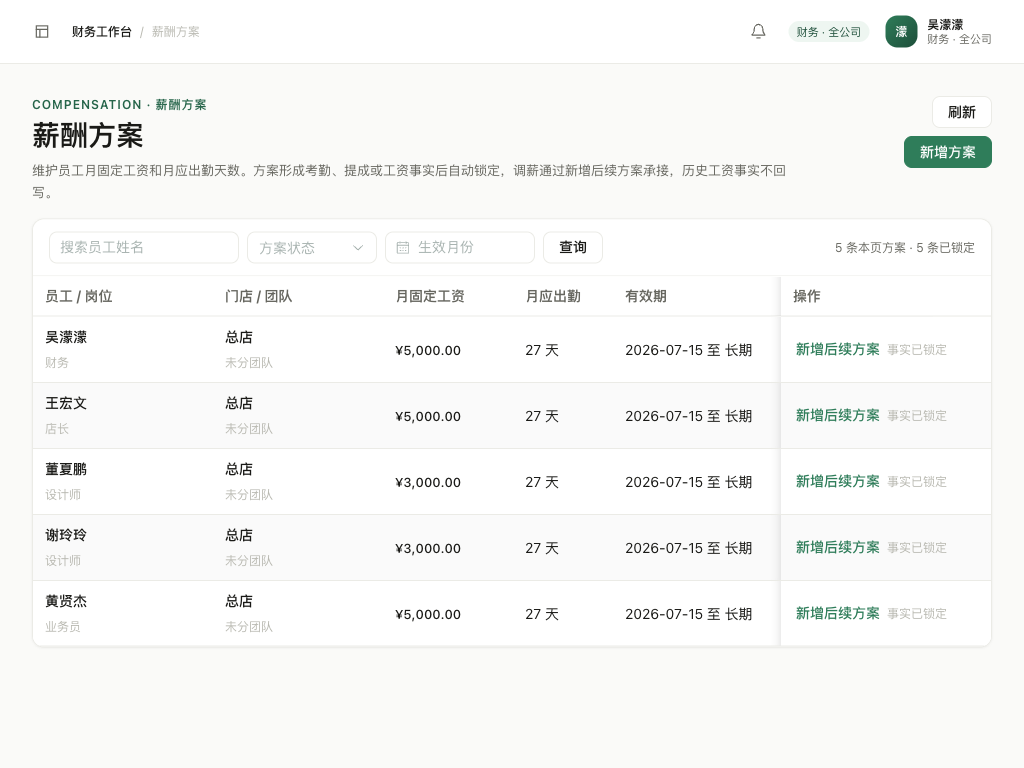 财务工作台 / 薪酬方案
财务 · 全公司
濛
吴濛濛
财务 · 全公司
COMPENSATION · 薪酬方案
薪酬方案
维护员工月固定工资和月应出勤天数。方案形成考勤、提成或工资事实后自动锁定，调薪通过新增后续方案承接，历史工资事实不回
写。
刷新
新增方案
搜索员工姓名
方案状态
生效月份
查询
5 条本页方案 · 5 条已锁定
员工 / 岗位 门店 / 团队 月固定工资 月应出勤 有效期 操作
吴濛濛 总店
财务 未分团队
¥5,000.00 27 天 2026-07-15 至 长期 新增后续方案 事实已锁定
王宏文 总店
店长 未分团队
¥5,000.00 27 天 2026-07-15 至 长期 新增后续方案 事实已锁定
董夏鹏 总店
设计师 未分团队
¥3,000.00 27 天 2026-07-15 至 长期 新增后续方案 事实已锁定
谢玲玲 总店
设计师 未分团队
¥3,000.00 27 天 2026-07-15 至 长期 新增后续方案 事实已锁定
黄贤杰 总店
业务员 未分团队
¥5,000.00 27 天 2026-07-15 至 长期 新增后续方案 事实已锁定